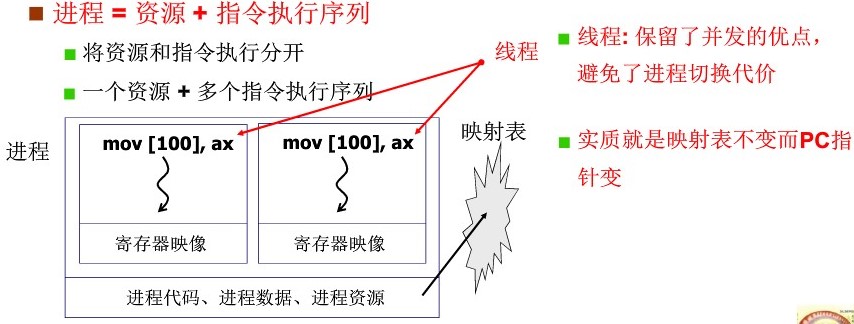 进程 = 资源 + 指令执行序列
将资源和指令执行分开
一个资源 + 多个指令执行序列
线程
线程: 保留了并发的优点，
避免了进程切换代价
实质就是映射表不变而PC指
针变
进程
mov [100], ax
mov [100], ax
映射表
寄存器映像
寄存器映像
进程代码、进程数据、进程资源